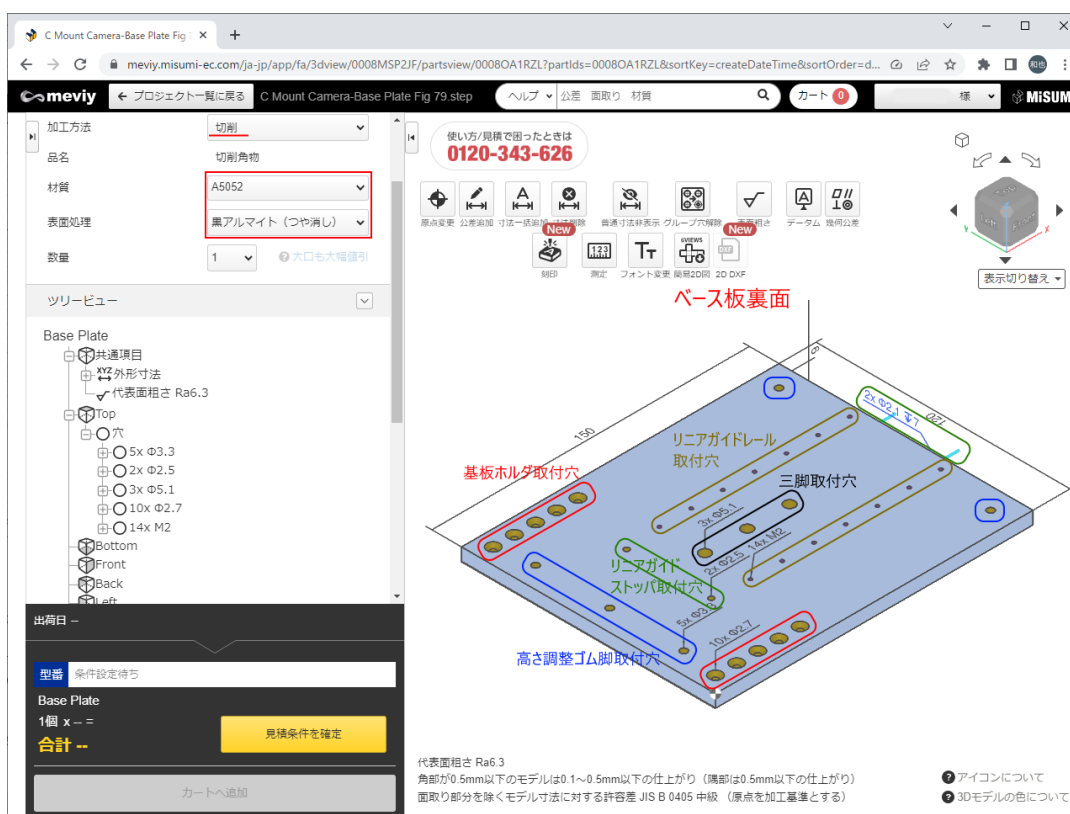 C Mount Camera-Base Plate Fig
meviy.misumi-ec.com/ja-jp/app/fa/3dview/0008MSP2JF/partsview/0008OA1RZL?partIds=0008OA1RZL&sortKey=createDateTime&sortOrder=d...
和也
meviy
プロジェクト一覧に戻る
C Mount Camera-Base Plate Fig 79.step
ヘルプ
公差 面取り 材質
カート 0
様
MiSUM
加工方法
切削
品名
切削角物
材質
A5052
表面処理
黒アルマイト（つや消し）
数量
1
大口も大幅値引
使い方/見積で困ったときは
0120-343-626
原点変更 公差追加 寸法一括追加 寸法削除 普通寸法非表示 グループ穴解除 表面粗さ データム 幾何公差
New
New
刻印 測定 フォント変更 簡易2D図 2D DXF
Left
Front
表示切り替え
ツリービュー
Base Plate
共通項目
XYZ 外形寸法
代表面粗さ Ra6.3
Top
穴
5x Φ3.3
2x Φ2.5
3x Φ5.1
10x Φ2.7
14x M2
Bottom
Front
Back
Left
ベース板裏面
6
150
120
2x Φ2.1 ↧7
リニアガイドレール
取付穴
基板ホルダ取付穴
三脚取付穴
3x Φ5.1
14x M2
2x Φ2.5
リニアガイド
ストッパ取付穴
5x Φ3.3
10x Φ2.7
高さ調整ゴム脚取付穴
出荷日 --
型番 条件設定待ち
Base Plate
1個 x -- =
合計 --
見積条件を確定
カートへ追加
代表面粗さ Ra6.3
角部が0.5mm以下のモデルは0.1～0.5mm以下の仕上がり（隅部は0.5mm以下の仕上がり）
面取り部分を除くモデル寸法に対する許容差 JIS B 0405 中級 （原点を加工基準とする）
アイコンについて
3Dモデルの色について